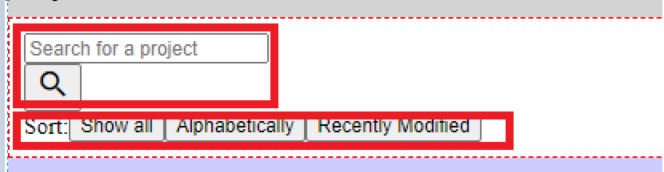 Search for a project
Sort: Show all Alphabetically Recently Modified